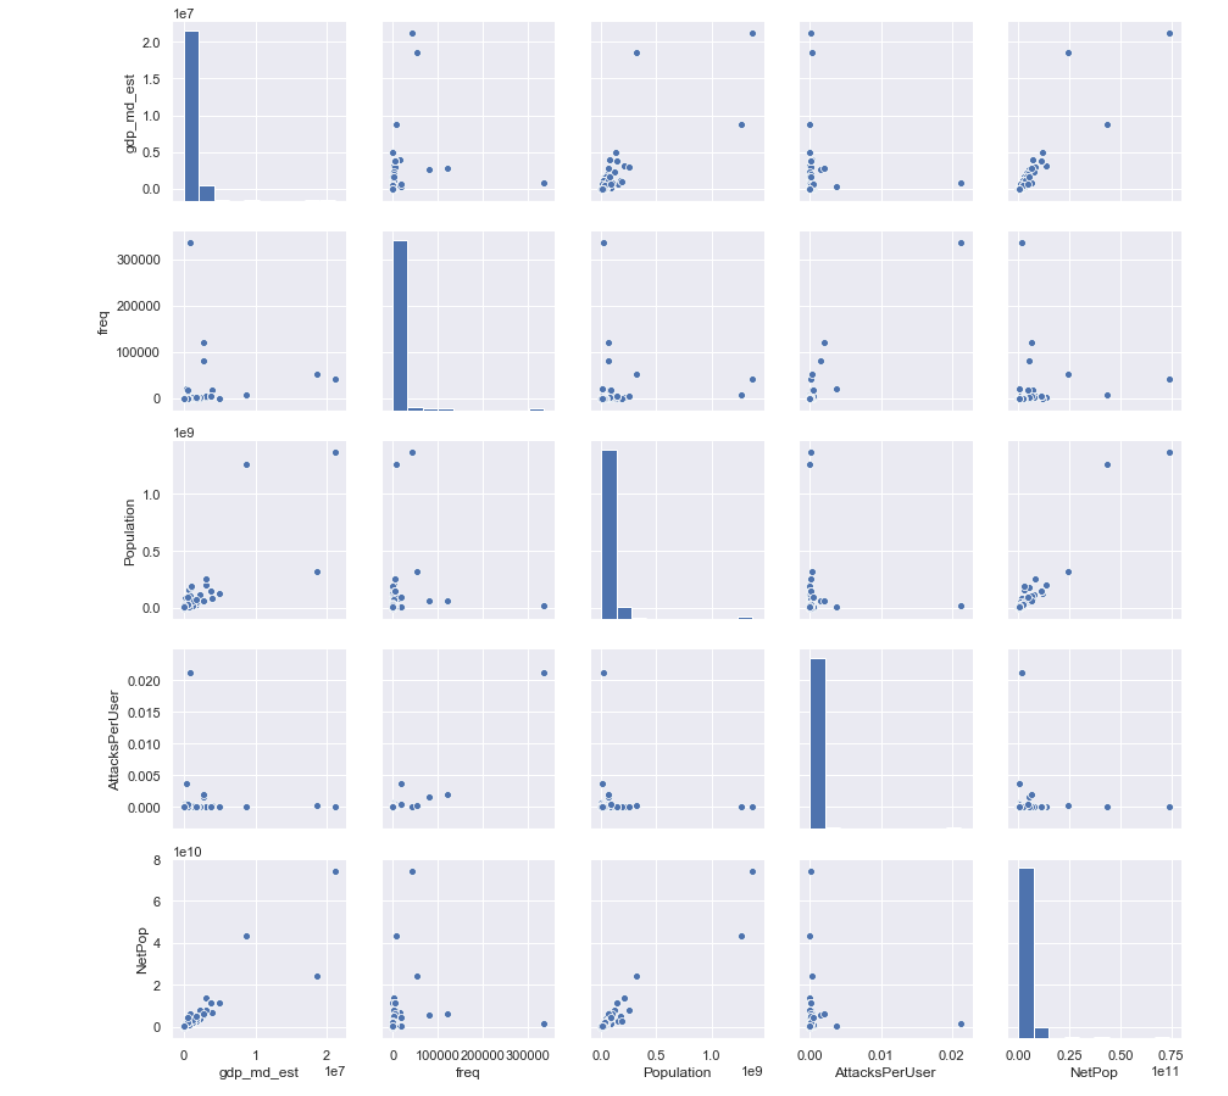 1e7
2.0
1.5
1.0
0.5
0.0
gdp_md_est
300000
200000
100000
0
freq
1e9
1.0
0.5
0.0
Population
0.020
0.015
0.010
0.005
0.000
AttacksPerUser
1e10
8
6
4
2
0
NetPop
0 1 2
1e7
gdp_md_est
0 100000 200000 300000
freq
0.0 0.5 1.0
1e9
Population
0.00 0.01 0.02
AttacksPerUser
0.00 0.25 0.50 0.75
1e11
NetPop